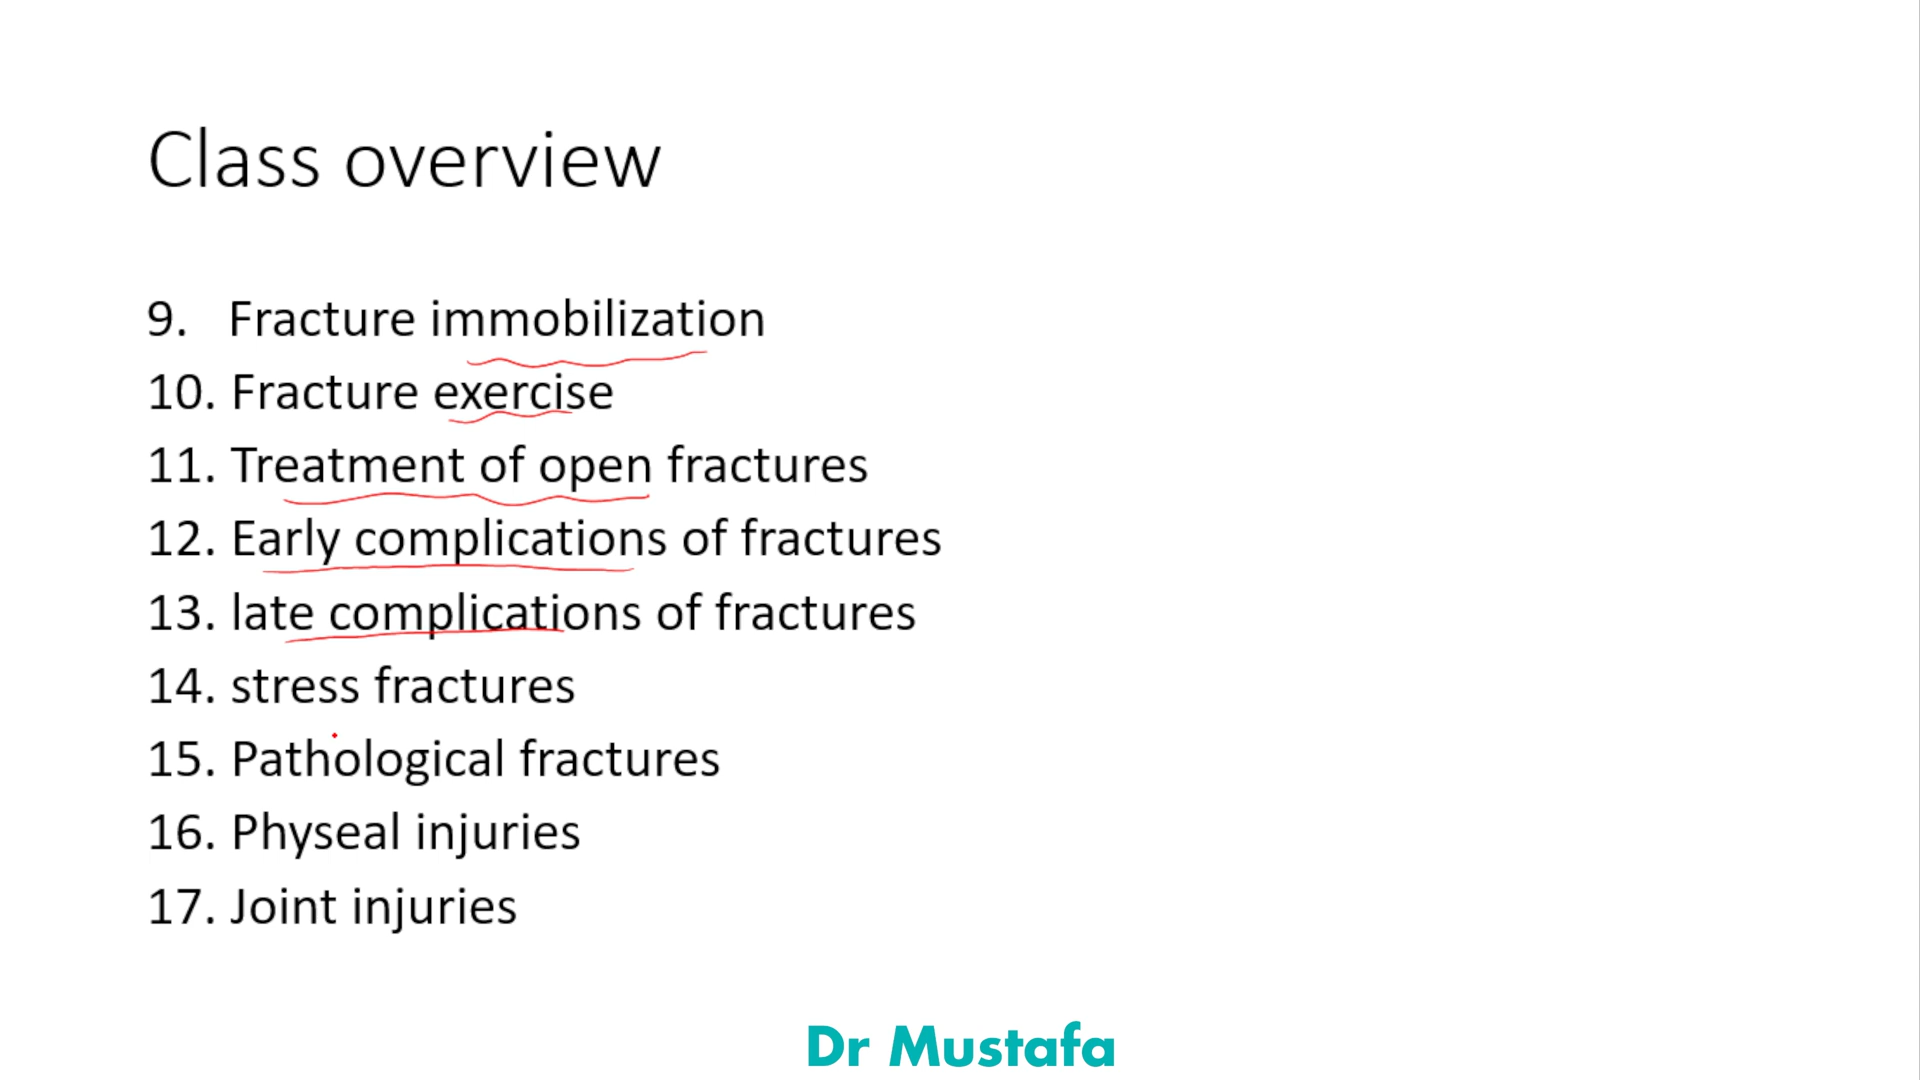 Class overview
9. Fracture immobilization
10. Fracture exercise
11. Treatment of open fractures
12. Early complications of fractures
13. late complications of fractures
14. stress fractures
15. Pathological fractures
16. Physeal injuries
17. Joint injuries
Dr Mustafa